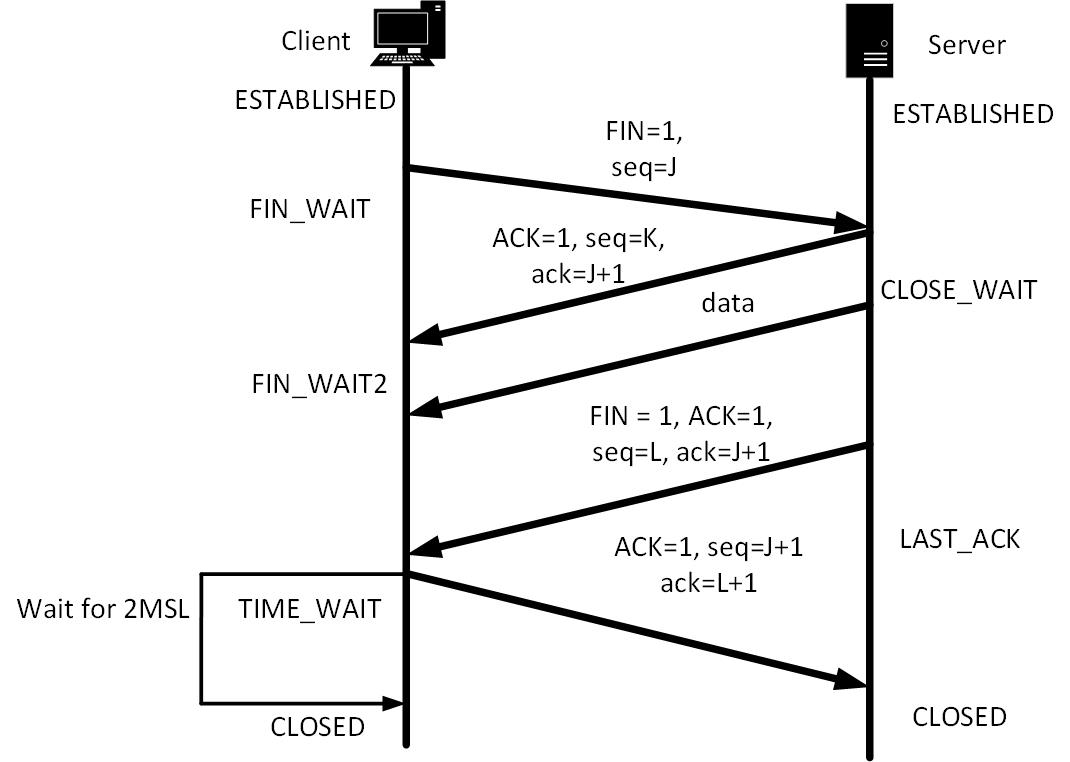 Client
Server
ESTABLISHED
ESTABLISHED
FIN=1,
seq=J
FIN_WAIT
ACK=1, seq=K,
ack=J+1
CLOSE_WAIT
data
FIN_WAIT2
FIN = 1, ACK=1,
seq=L, ack=J+1
LAST_ACK
ACK=1, seq=J+1
ack=L+1
Wait for 2MSL
TIME_WAIT
CLOSED
CLOSED